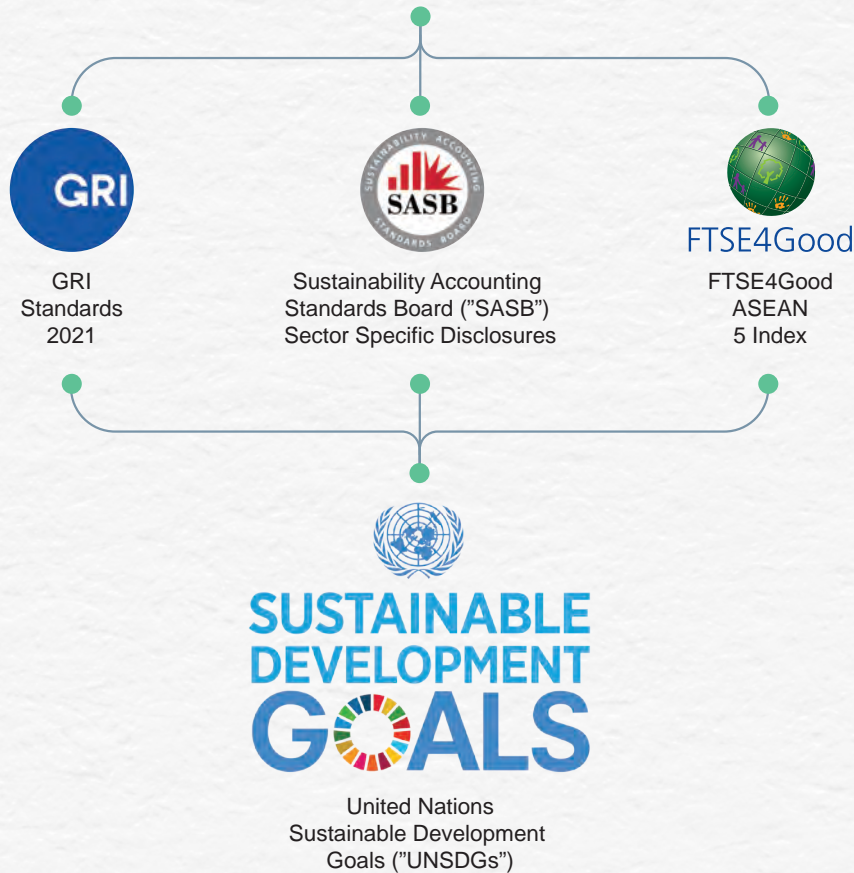 GRI
GRI
Standards
2021
SUSTAINABILITY ACCOUNTING
SASB
STANDARDS BOARD
Sustainability Accounting
Standards Board (”SASB”)
Sector Specific Disclosures
FTSE4Good
FTSE4Good
ASEAN
5 Index
SUSTAINABLE
DEVELOPMENT
GOALS
United Nations
Sustainable Development
Goals (”UNSDGs”)